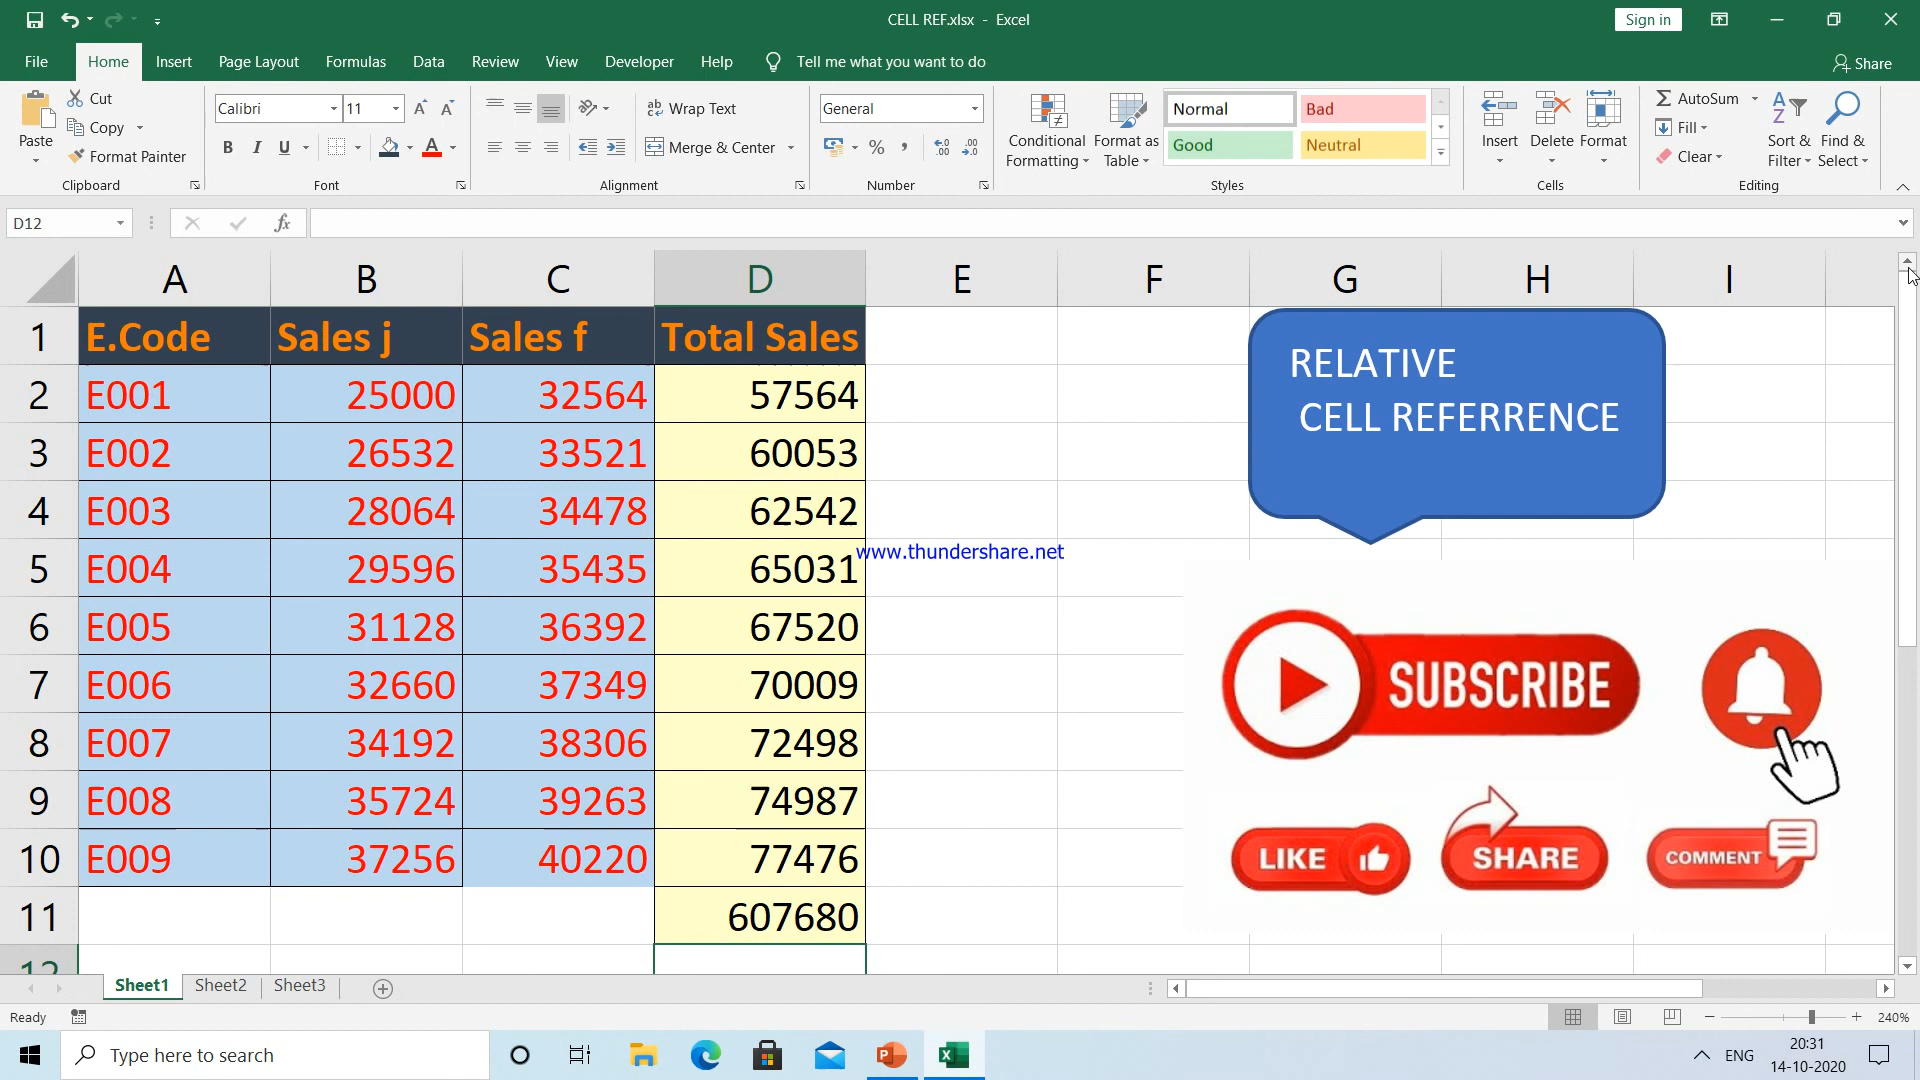 CELL REF.xlsx - Excel
Sign in
File Home Insert Page Layout Formulas Data Review View Developer Help Tell me what you want to do
Share
Paste
Cut
Copy
Format Painter
Clipboard
Calibri 11
B I U
Font
Wrap Text
Merge & Center
Alignment
General
Number
Conditional Formatting
Format as Table
Normal Bad
Good Neutral
Styles
Insert Delete Format
Cells
AutoSum
Fill
Clear
Sort & Filter
Find & Select
Editing
D12
fx
A B C D E F G H I
1 E.Code Sales j Sales f Total Sales
2 E001 25000 32564 57564
3 E002 26532 33521 60053
4 E003 28064 34478 62542
5 E004 29596 35435 65031
6 E005 31128 36392 67520
7 E006 32660 37349 70009
8 E007 34192 38306 72498
9 E008 35724 39263 74987
10 E009 37256 40220 77476
11 607680
12
RELATIVE
CELL REFERRENCE
www.thundershare.net
SUBSCRIBE
LIKE SHARE COMMENT
Sheet1 Sheet2 Sheet3
Ready
240%
Type here to search
ENG
20:31
14-10-2020